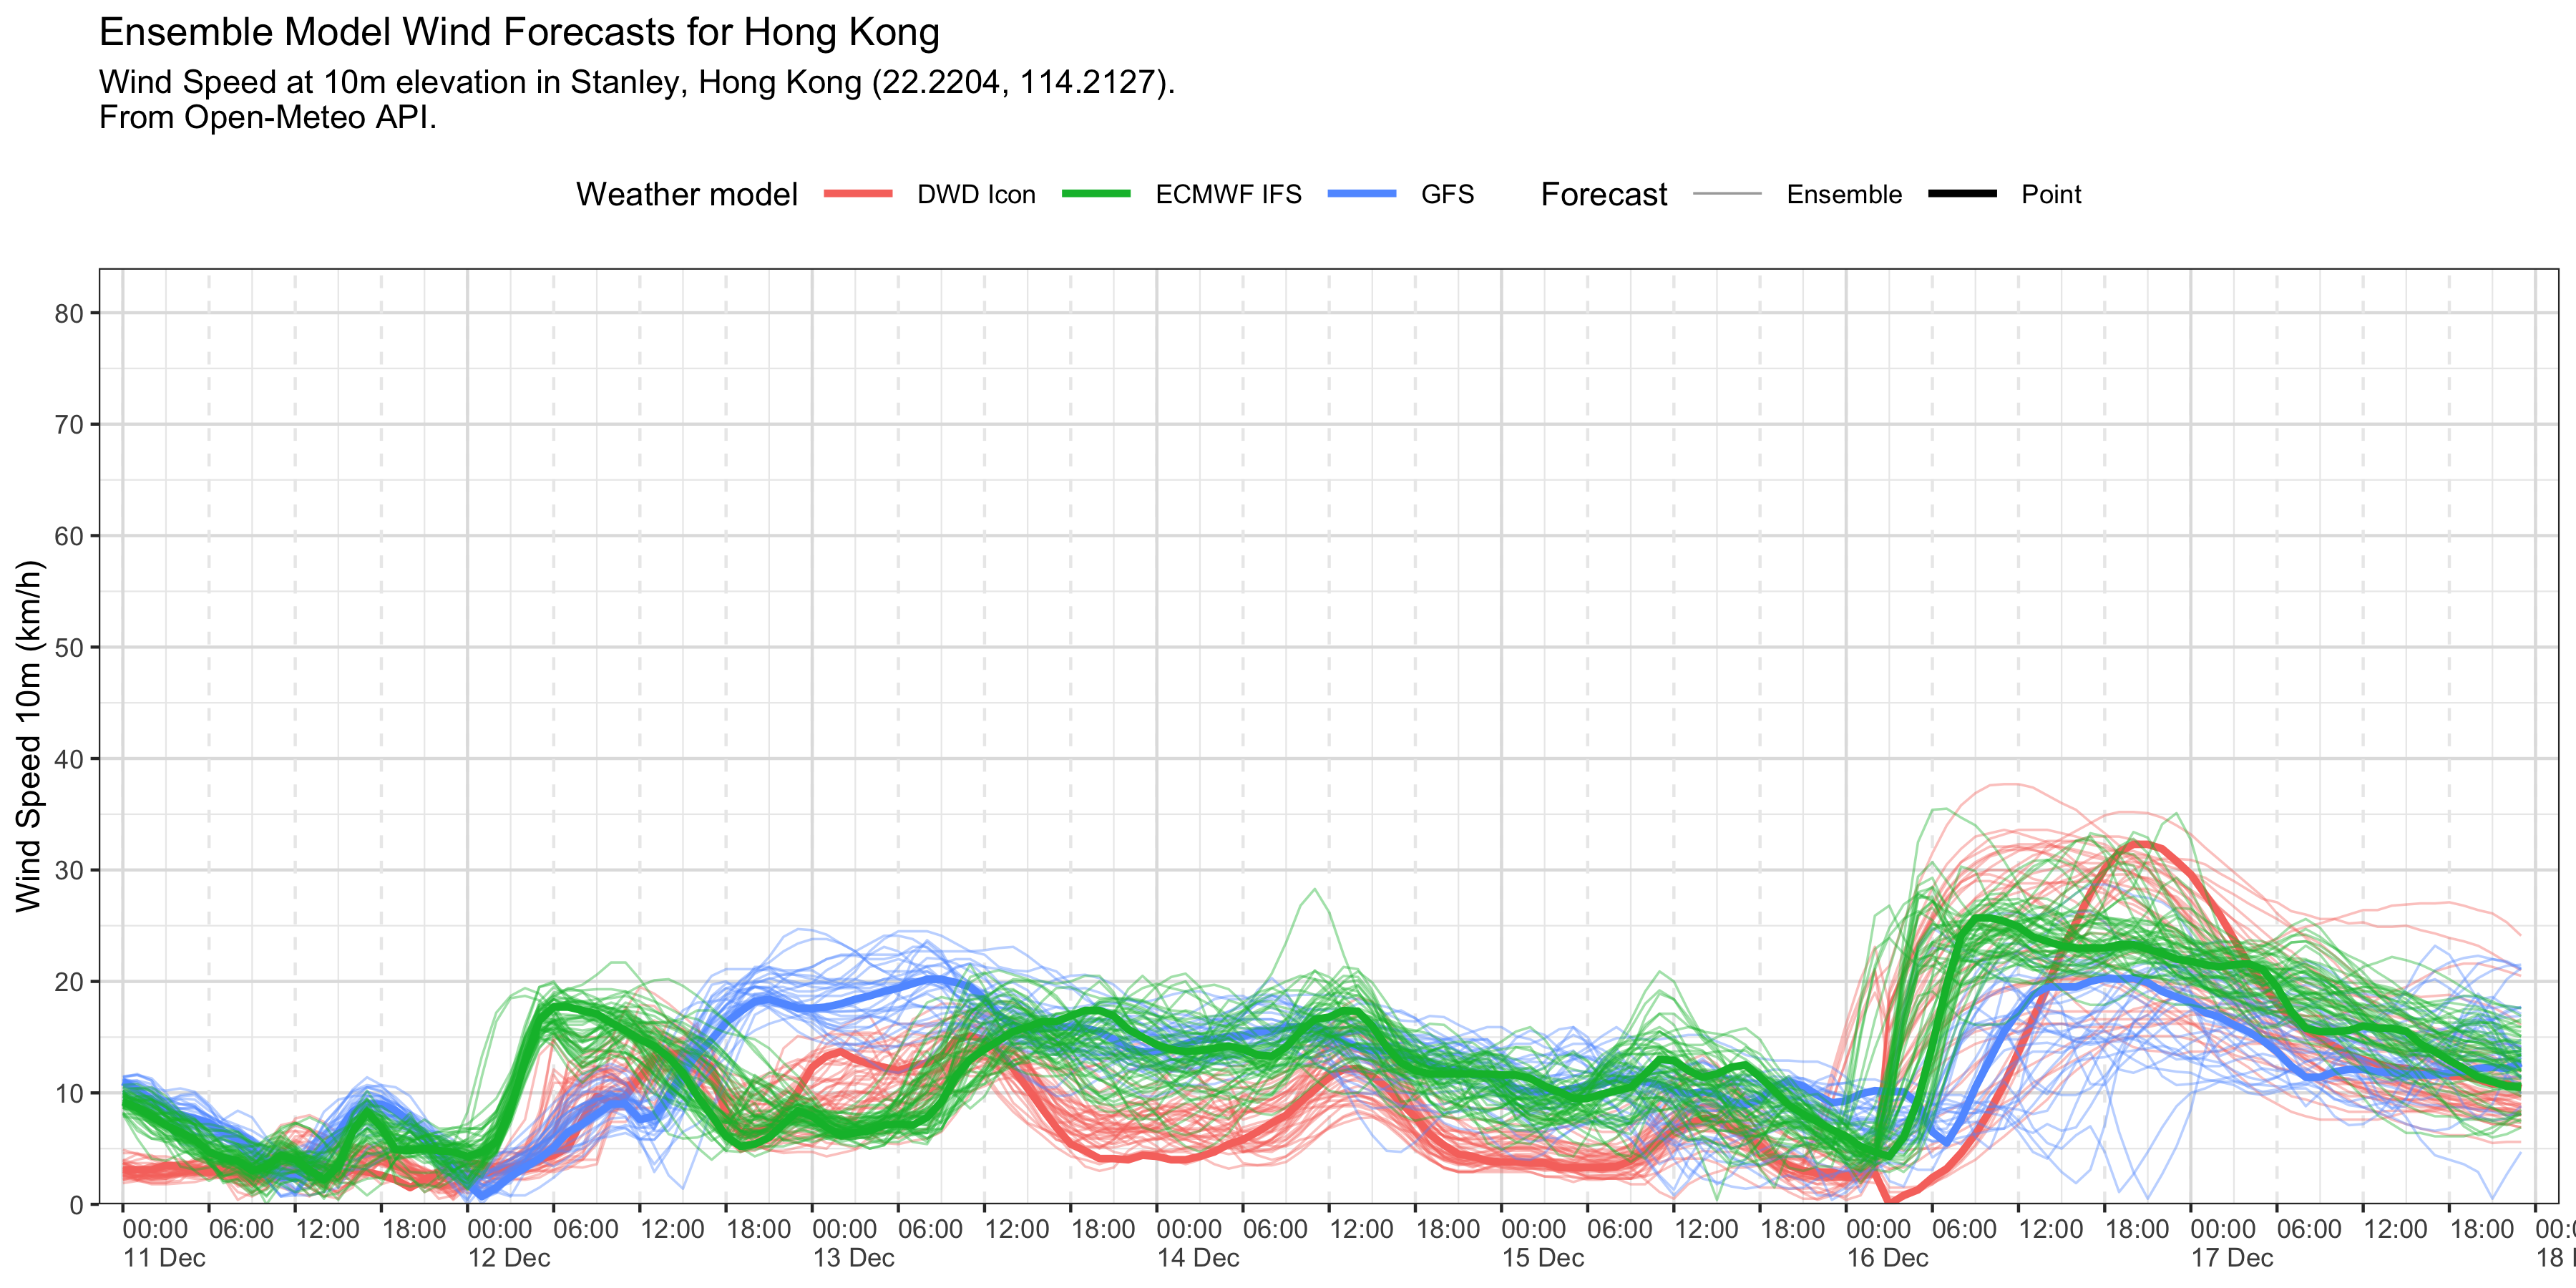 Ensemble Model Wind Forecasts for Hong Kong
Wind Speed at 10m elevation in Stanley, Hong Kong (22.2204, 114.2127).
From Open-Meteo API.
Weather model DWD Icon ECMWF IFS GFS Forecast Ensemble Point
Wind Speed 10m (km/h)
80
70
60
50
40
30
20
10
0
00:00 06:00 12:00 18:00 00:00 06:00 12:00 18:00 00:00 06:00 12:00 18:00 00:00 06:00 12:00 18:00 00:00 06:00 12:00 18:00 00:00 06:00 12:00 18:00 00:00 06:00 12:00 18:00
11 Dec 12 Dec 13 Dec 14 Dec 15 Dec 16 Dec 17 Dec 18